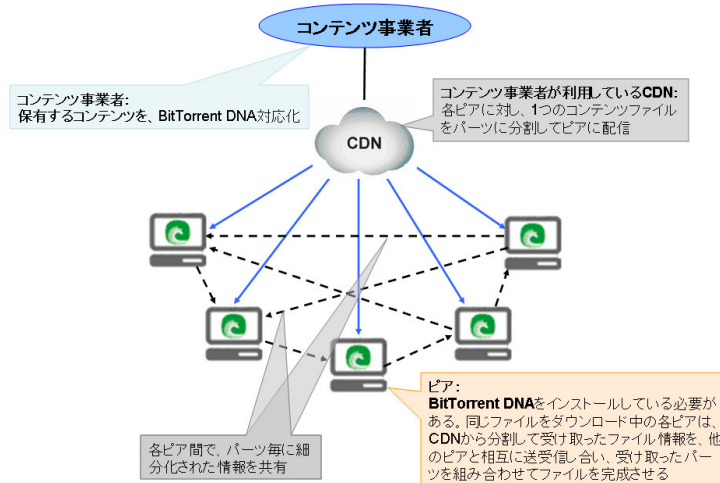 コンテンツ事業者
コンテンツ事業者:
保有するコンテンツを、BitTorrent DNA対応化
コンテンツ事業者が利用しているCDN:
各ピアに対し、1つのコンテンツファイル
をパーツに分割してピアに配信
CDN
各ピア間で、パーツ毎に細
分化された情報を共有
ピア:
BitTorrent DNAをインストールしている必要が
ある。同じファイルをダウンロード中の各ピアは、
CDNから分割して受け取ったファイル情報を、他
のピアと相互に送受信し合い、受け取ったパー
ツを組み合わせてファイルを完成させる